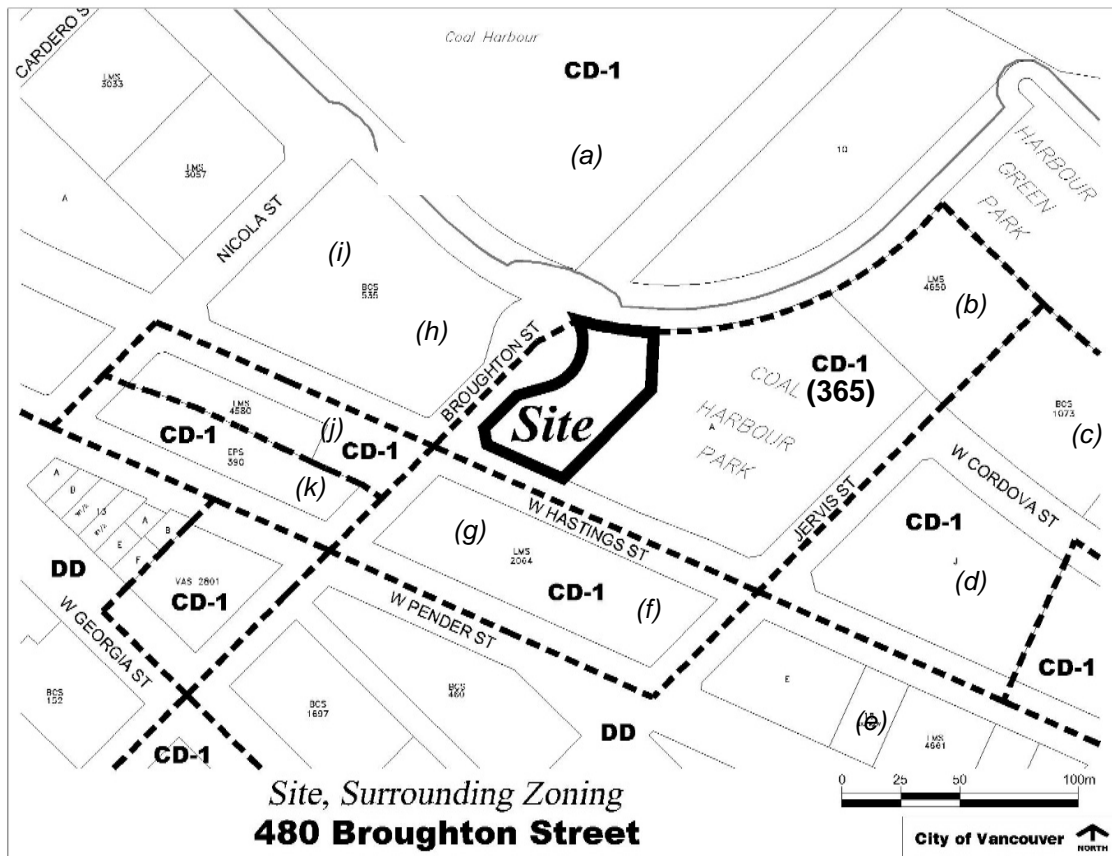 CARDERO S
Coal Harbour
CD-1
LMS
3033
(a)
10
HARBOUR
GREEN
PARK
LMS
3057
A
NICOLA ST
(i)
BCS
535
(h)
LMS
4650
(b)
BROUGHTON ST
Site
CD-1
(365)
COAL
HARBOUR
PARK
A
BCS
1073
(c)
LMS
4580
(j)
CD-1
CD-1
EPS
390
(k)
W CORDOVA ST
JERVIS ST
CD-1
J
(d)
W HASTINGS ST
(g)
LMS
2064
CD-1
(f)
A
B
13
A
B
E
F
DD
VAS 2801
CD-1
W PENDER ST
W GEORGIA ST
CD-1
E
(e)
LMS
4661
BCS
152
BCS
1697
BCS
460
DD
CD-1
Site, Surrounding Zoning
480 Broughton Street
0 25 50 100m
City of Vancouver
NORTH